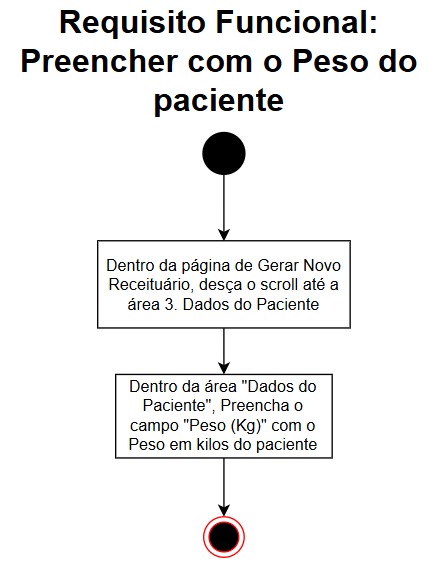 Requisito Funcional:
Preencher com o Peso do
paciente
Dentro da página de Gerar Novo
Receituário, desça o scroll até a
área 3. Dados do Paciente
Dentro da área "Dados do
Paciente", Preencha o
campo "Peso (Kg)" com o
Peso em kilos do paciente